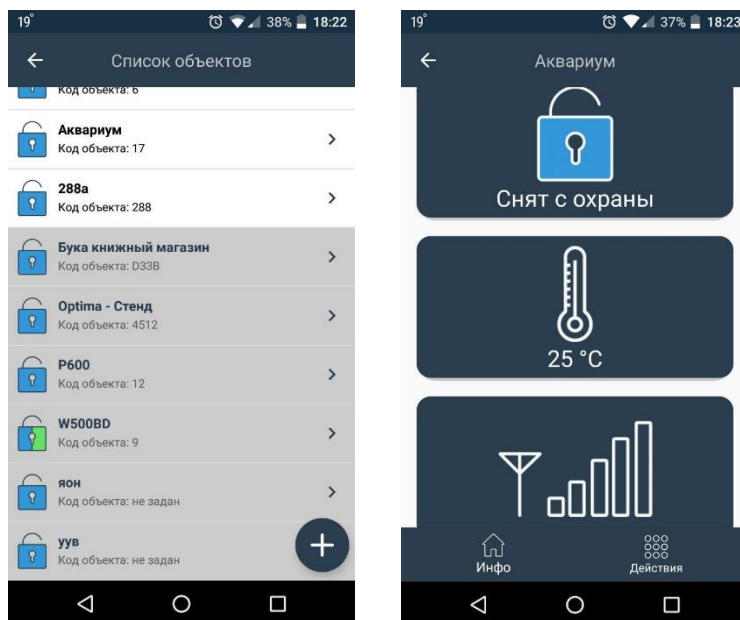 19°
38%
18:22
Список объектов
Код объекта: 6
Аквариум
Код объекта: 17
288а
Код объекта: 288
Бука книжный магазин
Код объекта: D33B
Optima - Стенд
Код объекта: 4512
P600
Код объекта: 12
W500BD
Код объекта: 9
яон
Код объекта: не задан
уув
Код объекта: не задан
19°
37%
18:23
Аквариум
Снят с охраны
25 °C
Инфо
Действия